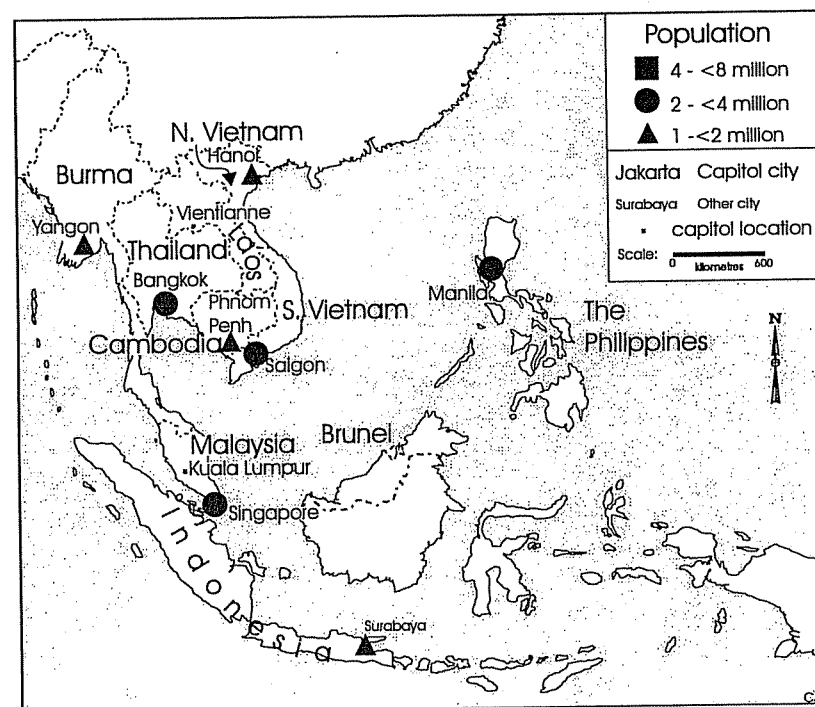 Population
4 - <8 million
2 - <4 million
1 - <2 million
Jakarta Capitol city
Surabaya Other city
capitol location
Scale: 0 600
kilometres
N. Vietnam
Hanoi
Burma
Vientianne
Yangon
Thailand
Laos
Bangkok
Phnom
Penh
S. Vietnam
Cambodia
Saigon
Manila
The
Philippines
N
Malaysia
Brunei
Kuala Lumpur
Singapore
Indonesia
Surabaya
C